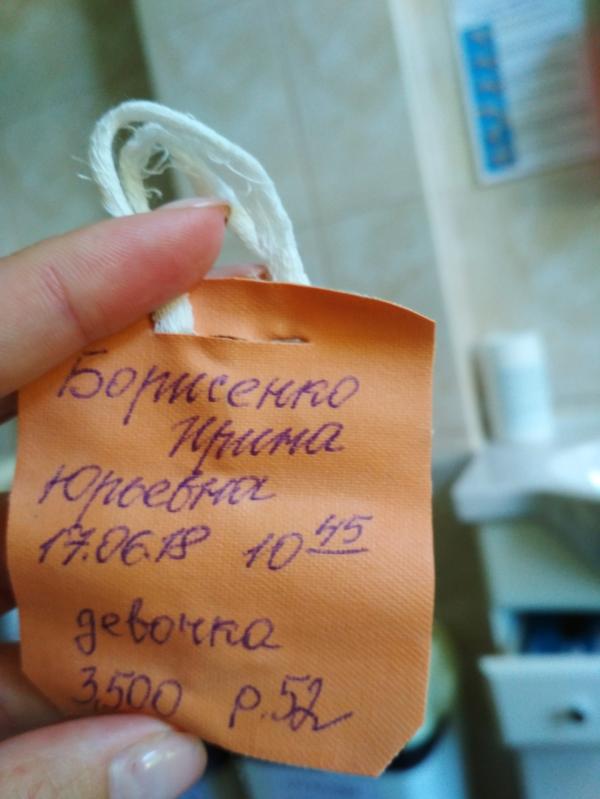 Борисенко
Ирина
Юрьевна
17.06.18 10 45
девочка
3,500 р.52